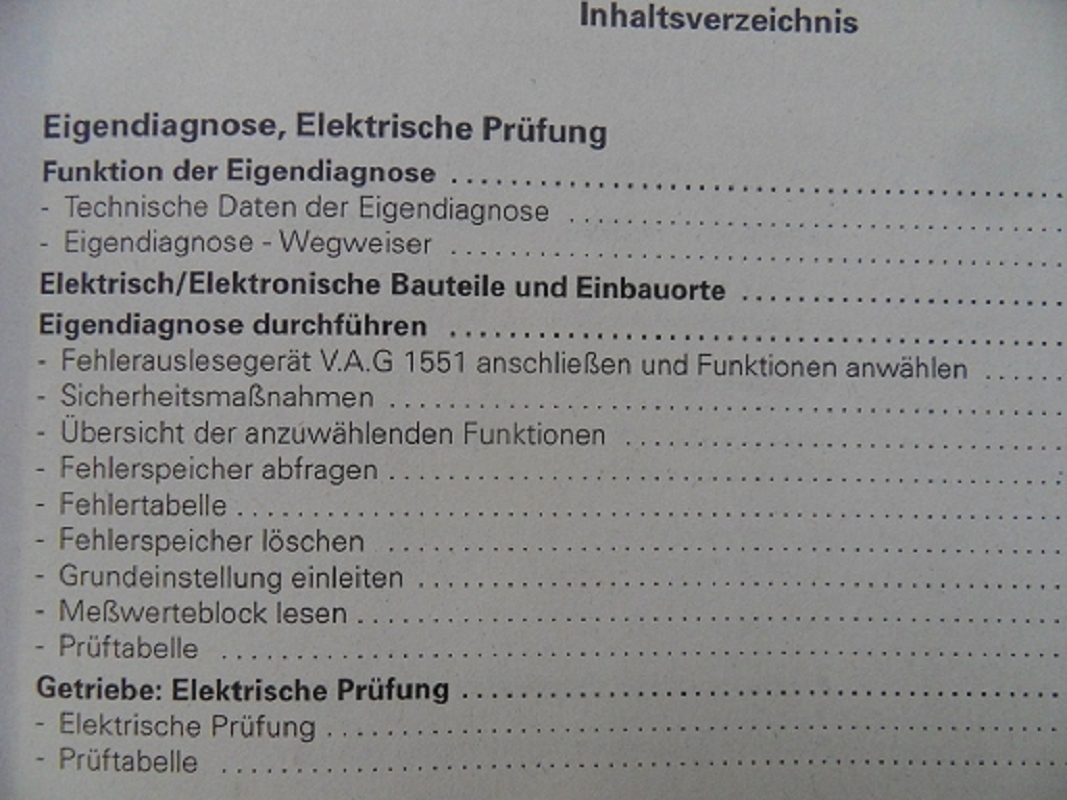 Inhaltsverzeichnis
Eigendiagnose, Elektrische Prüfung
Funktion der Eigendiagnose ........................
- Technische Daten der Eigendiagnose ........................
- Eigendiagnose - Wegweiser ........................
Elektrisch/Elektronische Bauteile und Einbauorte ........................
Eigendiagnose durchführen ........................
- Fehlerauslesegerät V.A.G 1551 anschließen und Funktionen anwählen ......
- Sicherheitsmaßnahmen ........................
- Übersicht der anzuwählenden Funktionen ........................
- Fehlerspeicher abfragen ........................
- Fehlertabelle ........................
- Fehlerspeicher löschen ........................
- Grundeinstellung einleiten ........................
- Meßwerteblock lesen ........................
- Prüftabelle ........................
Getriebe: Elektrische Prüfung ........................
- Elektrische Prüfung ........................
- Prüftabelle ........................